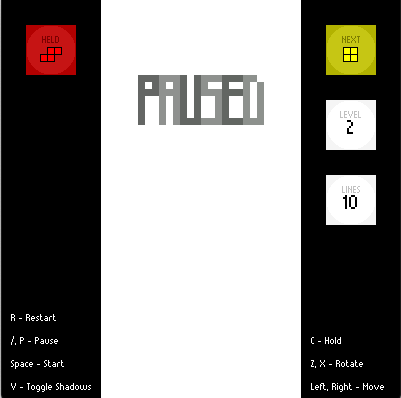 HELD
PAUSED
NEXT
LEVEL
2
LINES
10
R - Restart
/, P - Pause
Space - Start
V - Toggle Shadows
C - Hold
Z, X - Rotate
Left, Right - Move